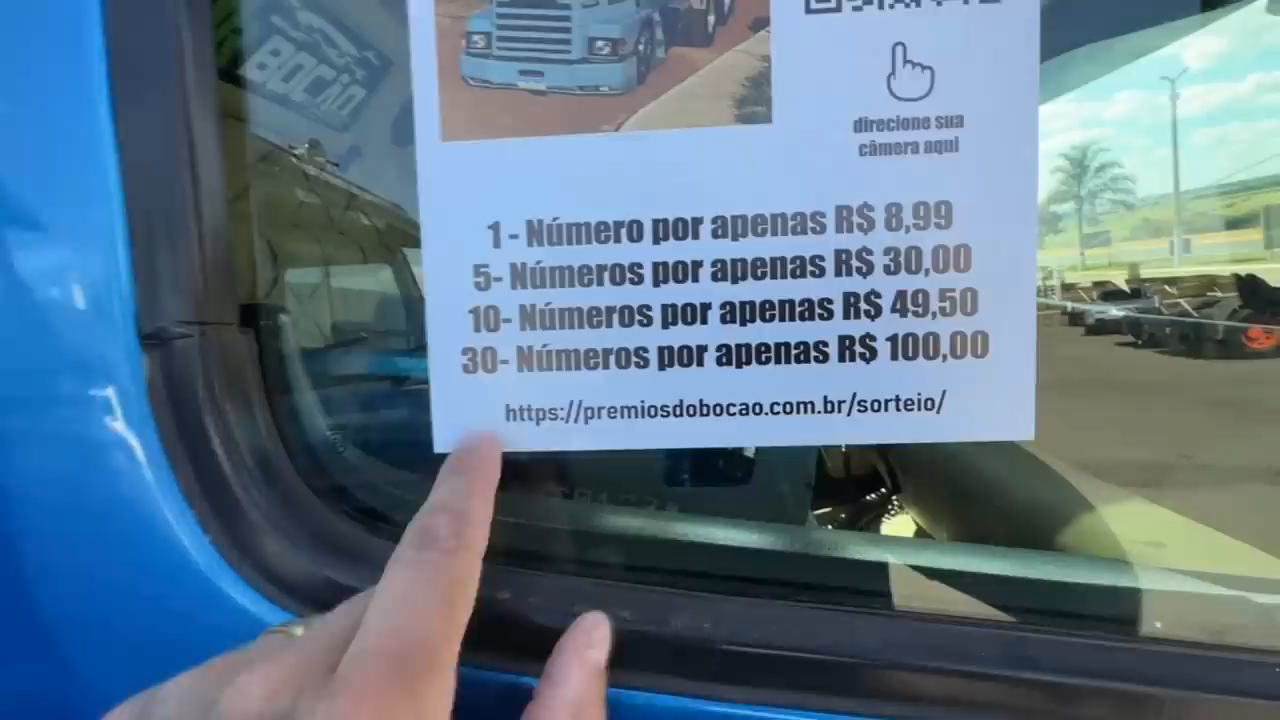 BOCÃO
direcione sua
câmera aqui
1 - Número por apenas R$ 8,99
5- Números por apenas R$ 30,00
10- Números por apenas R$ 49,50
30- Números por apenas R$ 100,00
https://premiosdobocao.com.br/sorteio/